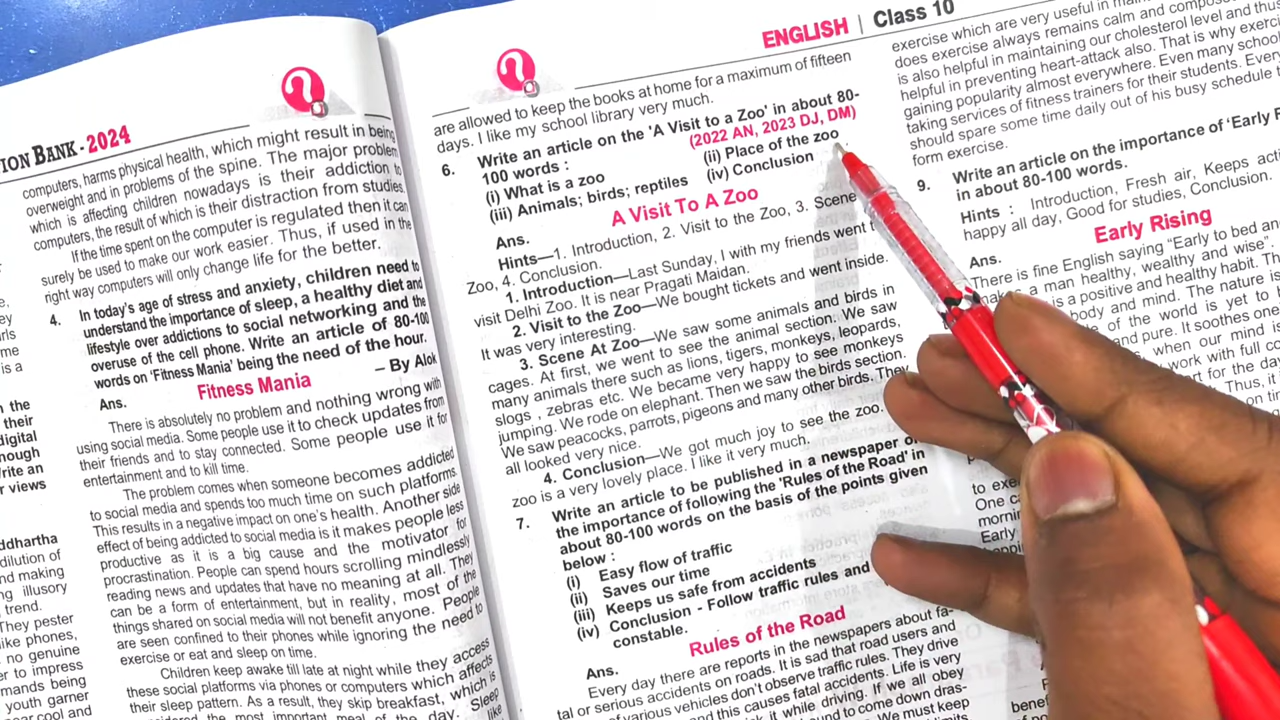 ION BANK-2024
computers, harms physical health, which might result in being
overweight and in problems of the spine. The major problem
which is affecting children nowadays is their addiction to
computers, the result of which is their distraction from studies.
If the time spent on the computer is regulated then it can
surely be used to make our work easier. Thus, if used in the
right way computers will only change life for the better.
4. In today's age of stress and anxiety, children need to
understand the importance of sleep, a healthy diet and
lifestyle over addictions to social networking and the
overuse of the cell phone. Write an article of 80-100
words on 'Fitness Mania' being the need of the hour.
– By Alok
Fitness Mania
Ans.
There is absolutely no problem and nothing wrong with
using social media. Some people use it to check updates from
their friends and to stay connected. Some people use it for
entertainment and to kill time.
The problem comes when someone becomes addicted
to social media and spends too much time on such platforms.
This results in a negative impact on one's health. Another side
effect of being addicted to social media is it makes people less
productive as it is a big cause and the motivator for
procrastination. People can spend hours scrolling mindlessly
reading news and updates that have no meaning at all. They
can be a form of entertainment, but in reality, most of the
things shared on social media will not benefit anyone. People
are seen confined to their phones while ignoring the need to
exercise or eat and sleep on time.
Children keep awake till late at night while they access
these social platforms via phones or computers which affects
their sleep pattern. As a result, they skip breakfast, which is
the most important meal of the day. Sleep
like
ENGLISH | Class 10
are allowed to keep the books at home for a maximum of fifteen
days. I like my school library very much.
6. Write an article on the 'A Visit to a Zoo' in about 80-
100 words : (2022 AN, 2023 DJ, DM)
(i) What is a zoo (ii) Place of the zoo
(iii) Animals; birds; reptiles (iv) Conclusion
A Visit To A Zoo
Ans.
Hints—1. Introduction, 2. Visit to the Zoo, 3. Scene
Zoo, 4. Conclusion.
1. Introduction—Last Sunday, I with my friends went t
visit Delhi Zoo. It is near Pragati Maidan.
2. Visit to the Zoo—We bought tickets and went inside.
It was very interesting.
3. Scene At Zoo—We saw some animals and birds in
cages. At first, we went to see the animal section. We saw
many animals there such as lions, tigers, monkeys, leopards,
slogs , zebras etc. We became very happy to see monkeys
jumping. We rode on elephant. Then we saw the birds section.
We saw peacocks, parrots, pigeons and many other birds. They
all looked very nice.
4. Conclusion—We got much joy to see the zoo.
zoo is a very lovely place. I like it very much.
7. Write an article to be published in a newspaper on
the importance of following the 'Rules of the Road' in
about 80-100 words on the basis of the points given
below :
(i) Easy flow of traffic
(ii) Saves our time
(iii) Keeps us safe from accidents
(iv) Conclusion - Follow traffic rules and
constable.
Rules of the Road
Ans.
Every day there are reports in the newspapers about fa-
tal or serious accidents on roads. It is sad that road users and
of various vehicles don't observe traffic rules. They drive
and this causes fatal accidents. Life is very
it while driving. If we all obey
to come down dras-
We must keep
exercise which are very useful in
does exercise always remains calm and
is also helpful in maintaining our cholesterol level and thus
helpful in preventing heart-attack also. That is why exerc
gaining popularity almost everywhere. Even many school
taking services of fitness trainers for their students. Every
should spare some time daily out of his busy schedule t
form exercise.
9. Write an article on the importance of 'Early
in about 80-100 words.
Hints : Introduction, Fresh air, Keeps acti
happy all day, Good for studies, Conclusion.
Early Rising
Ans.
There is fine English saying "Early to bed an
a man healthy, wealthy and wise".
is a positive and healthy habit. Th
body and mind. The nature is
of the world is yet to
and pure. It soothes one
when our mind i
work with full co
for the da
Thus, it
on tim